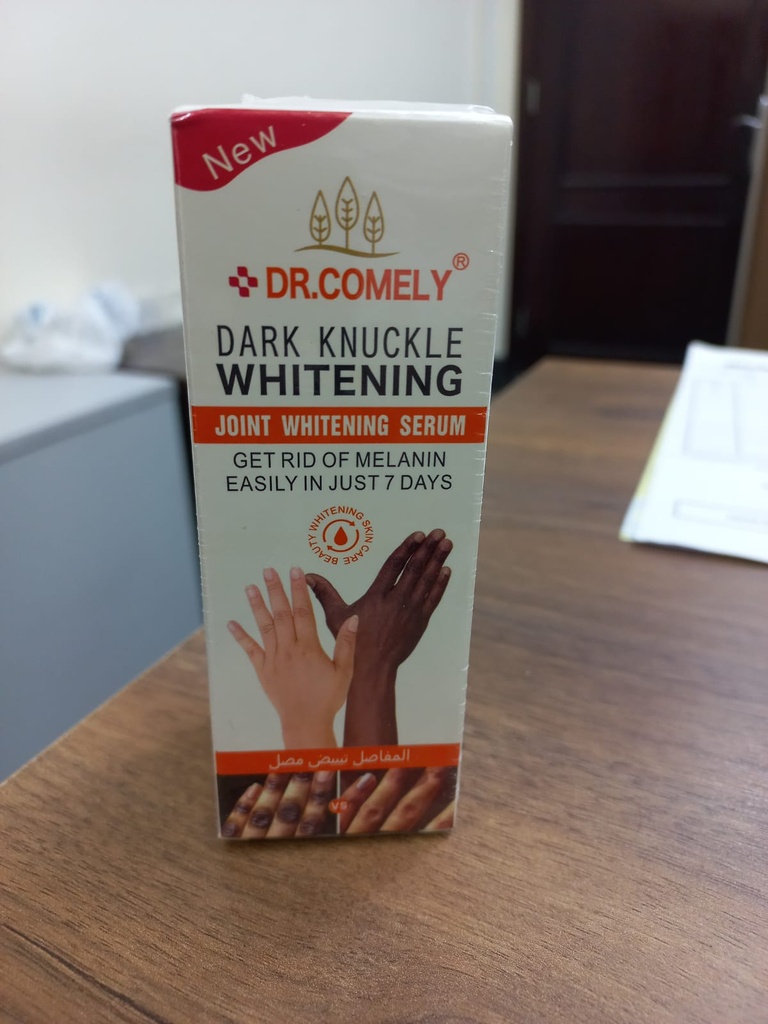 New
DR.COMELY®
DARK KNUCKLE
WHITENING
JOINT WHITENING SERUM
GET RID OF MELANIN
EASILY IN JUST 7 DAYS
BEAUTY WHITENING SKIN CARE
المفاصل تبييض مصل
VS